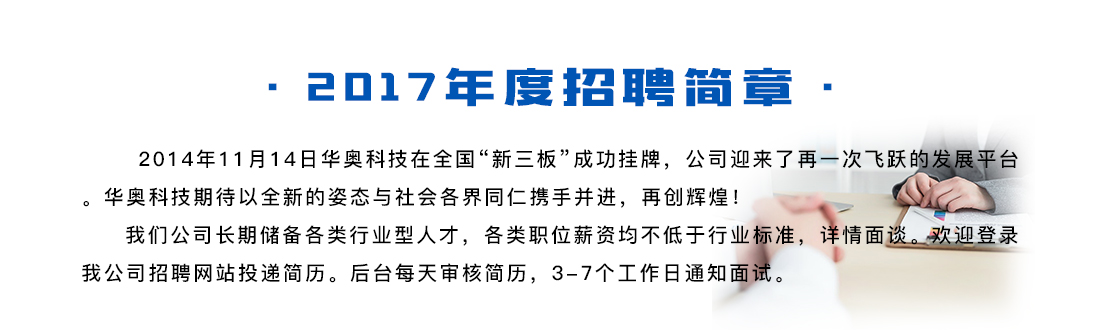 · 2017年度招聘简章 ·
2014年11月14日华奥科技在全国“新三板”成功挂牌，公司迎来了再一次飞跃的发展平台
。华奥科技期待以全新的姿态与社会各界同仁携手并进，再创辉煌！
我们公司长期储备各类行业型人才，各类职位薪资均不低于行业标准，详情面谈。欢迎登录
我公司招聘网站投递简历。后台每天审核简历，3-7个工作日通知面试。